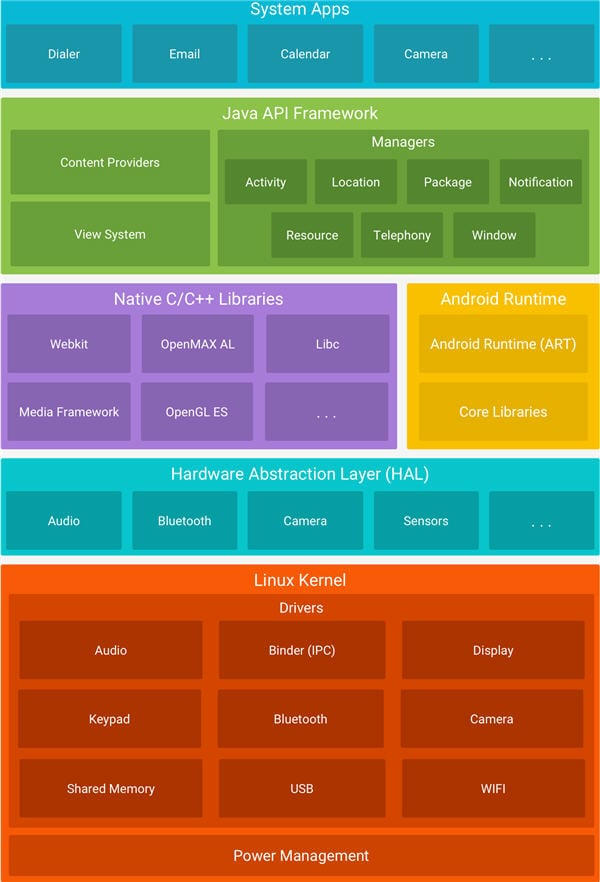 System Apps
Dialer
Email
Calendar
Camera
. . .
Java API Framework
Content Providers
View System
Managers
Activity
Location
Package
Notification
Resource
Telephony
Window
Native C/C++ Libraries
Webkit
OpenMAX AL
Libc
Media Framework
OpenGL ES
. . .
Android Runtime
Android Runtime (ART)
Core Libraries
Hardware Abstraction Layer (HAL)
Audio
Bluetooth
Camera
Sensors
. . .
Linux Kernel
Drivers
Audio
Binder (IPC)
Display
Keypad
Bluetooth
Camera
Shared Memory
USB
WIFI
Power Management